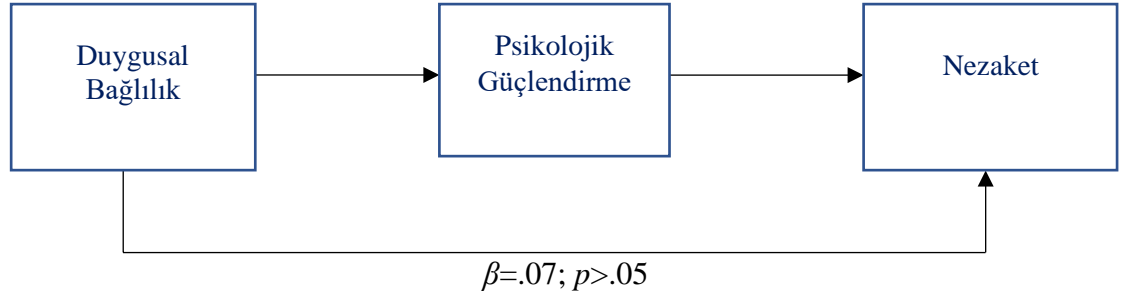 Duygusal
Bağlılık
Psikolojik
Güçlendirme
Nezaket
β=.07; p>.05